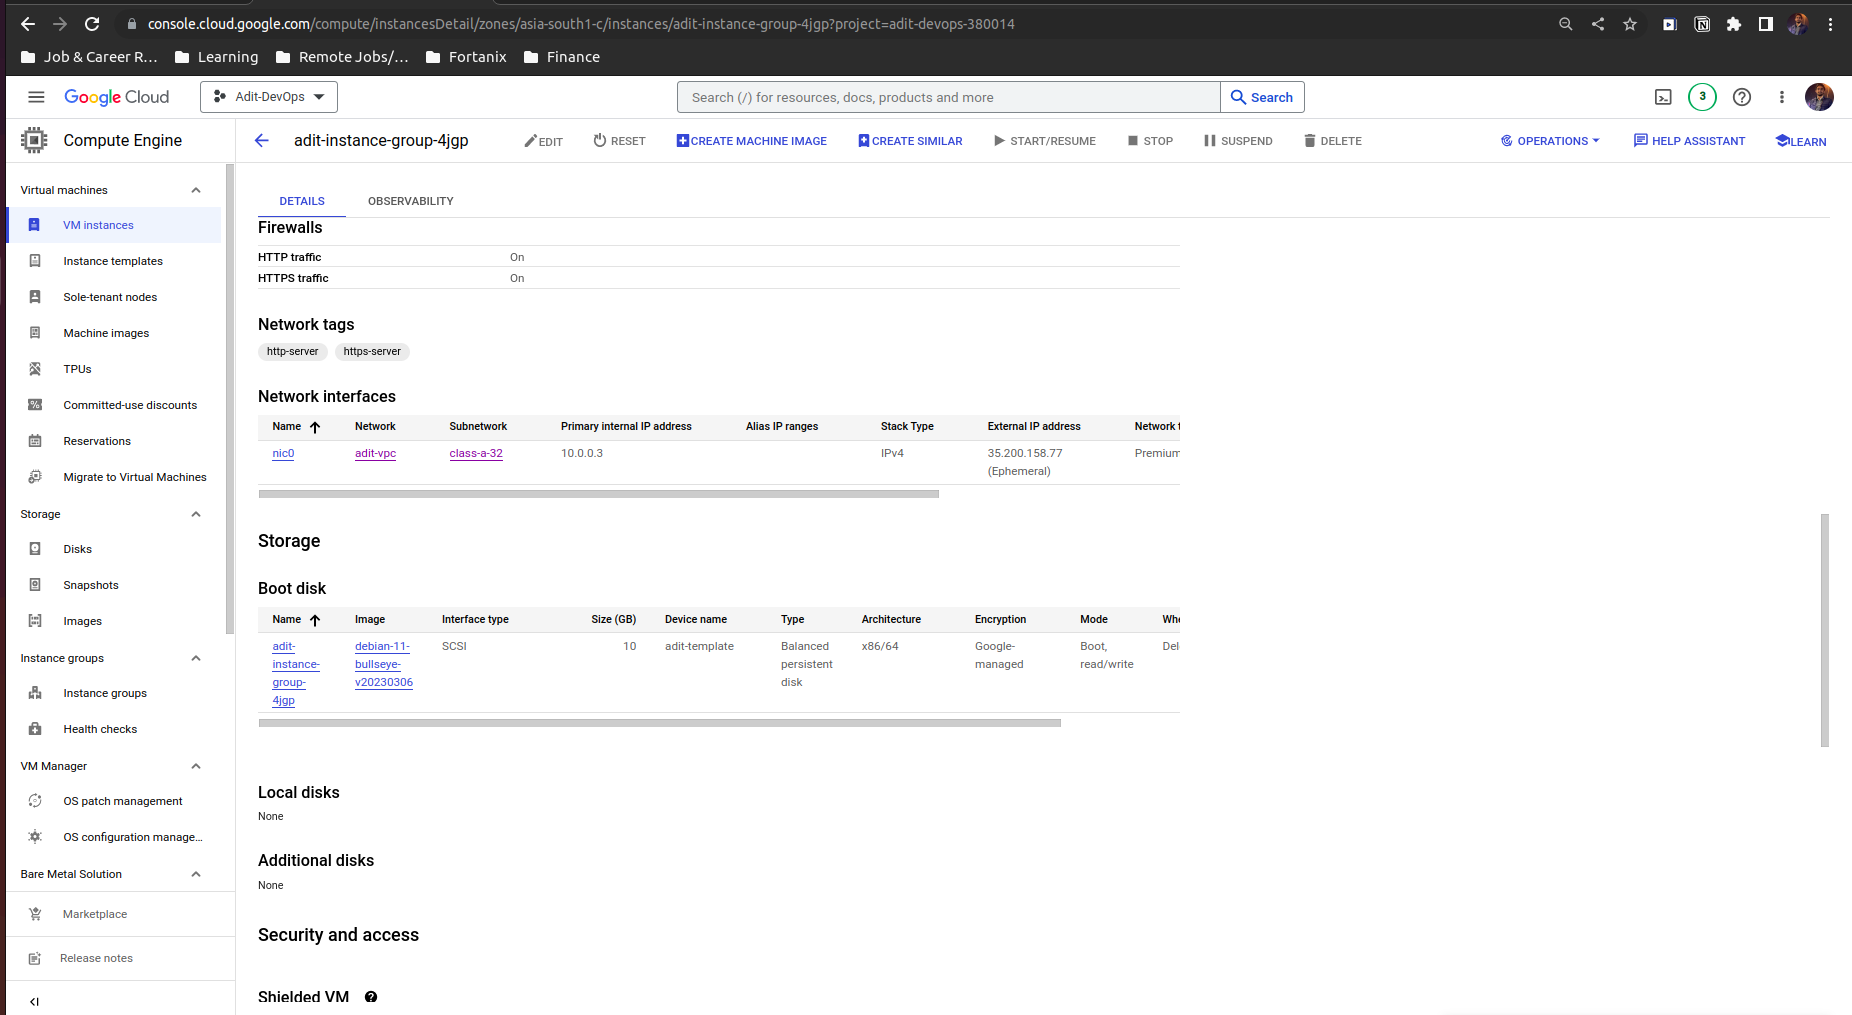 console.cloud.google.com/compute/instancesDetail/zones/asia-south1-c/instances/adit-instance-group-4jgp?project=adit-devops-380014
Job & Career R... Learning Remote Jobs/... Fortanix Finance
Google Cloud Adit-DevOps Search (/) for resources, docs, products and more Search 3
Compute Engine
adit-instance-group-4jgp EDIT RESET CREATE MACHINE IMAGE CREATE SIMILAR START/RESUME STOP SUSPEND DELETE OPERATIONS HELP ASSISTANT LEARN
Virtual machines
VM instances
Instance templates
Sole-tenant nodes
Machine images
TPUs
Committed-use discounts
Reservations
Migrate to Virtual Machines
Storage
Disks
Snapshots
Images
Instance groups
Instance groups
Health checks
VM Manager
OS patch management
OS configuration manage...
Bare Metal Solution
Marketplace
Release notes
DETAILS OBSERVABILITY
Firewalls
HTTP traffic On
HTTPS traffic On
Network tags
http-server https-server
Network interfaces
Name Network Subnetwork Primary internal IP address Alias IP ranges Stack Type External IP address Network t
nic0 adit-vpc class-a-32 10.0.0.3 IPv4 35.200.158.77 Premium
(Ephemeral)
Storage
Boot disk
Name Image Interface type Size (GB) Device name Type Architecture Encryption Mode Whe
adit- debian-11- SCSI 10 adit-template Balanced x86/64 Google- Boot, Del
instance- bullseye- persistent managed read/write
group- v20230306 disk
4jgp
Local disks
None
Additional disks
None
Security and access
Shielded VM